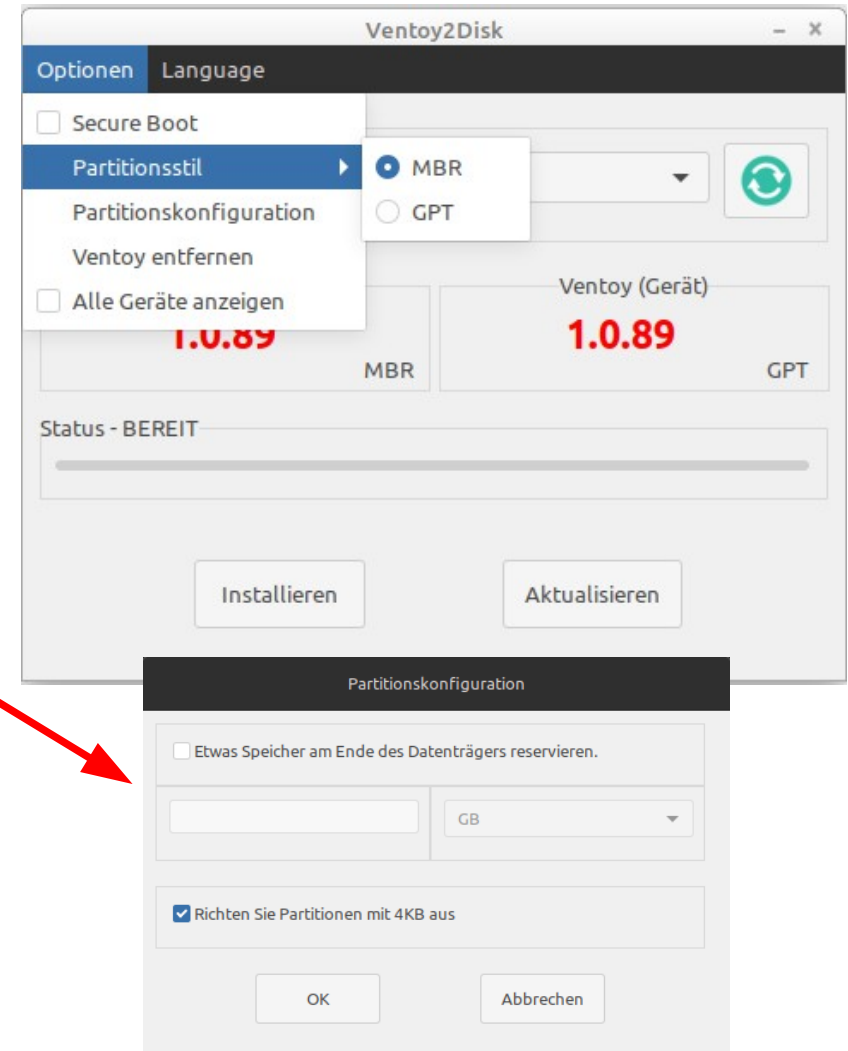 Ventoy2Disk
Optionen Language
Secure Boot
Partitionsstil
MBR
Partitionskonfiguration
GPT
Ventoy entfernen
Alle Geräte anzeigen
Ventoy (Gerät)
1.0.89
1.0.89
MBR
GPT
Status - BEREIT
Installieren
Aktualisieren
Partitionskonfiguration
Etwas Speicher am Ende des Datenträgers reservieren.
GB
Richten Sie Partitionen mit 4KB aus
OK
Abbrechen